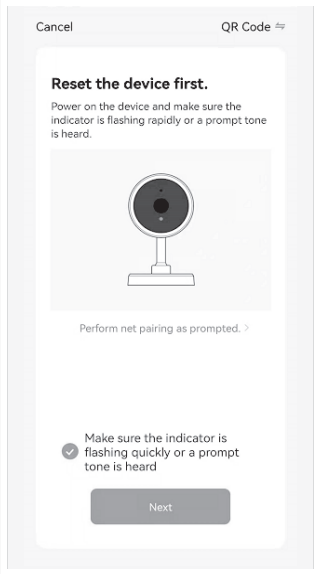 Cancel
QR Code
Reset the device first.
Power on the device and make sure the
indicator is flashing rapidly or a prompt tone
is heard.
Perform net pairing as prompted. >
Make sure the indicator is
flashing quickly or a prompt
tone is heard
Next